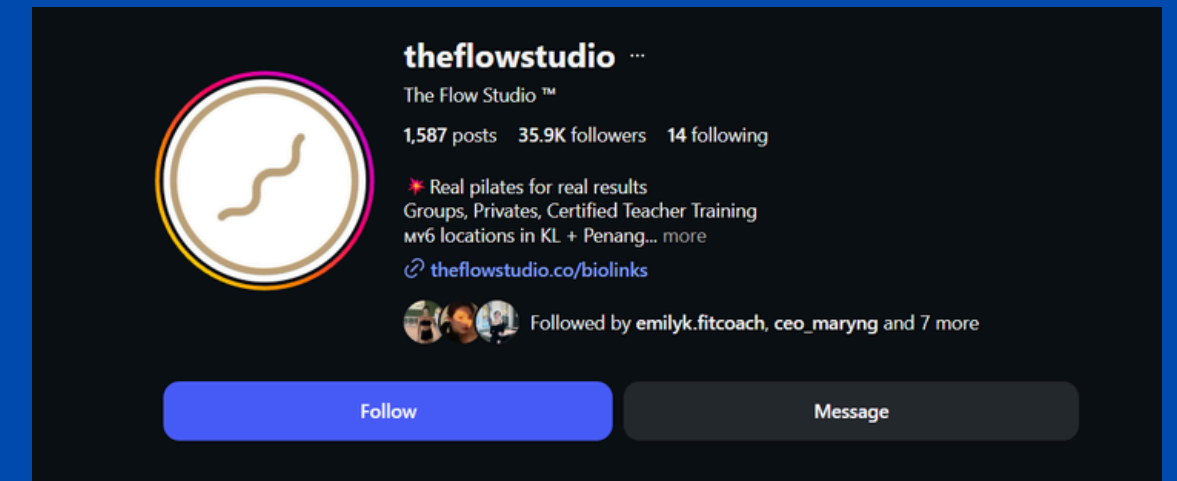 theflowstudio ...
The Flow Studio ™
1,587 posts 35.9K followers 14 following
💥 Real pilates for real results
Groups, Privates, Certified Teacher Training
ᴍʏ6 locations in KL + Penang... more
theflowstudio.co/biolinks
Followed by emilyk.fitcoach, ceo_maryng and 7 more
Follow
Message